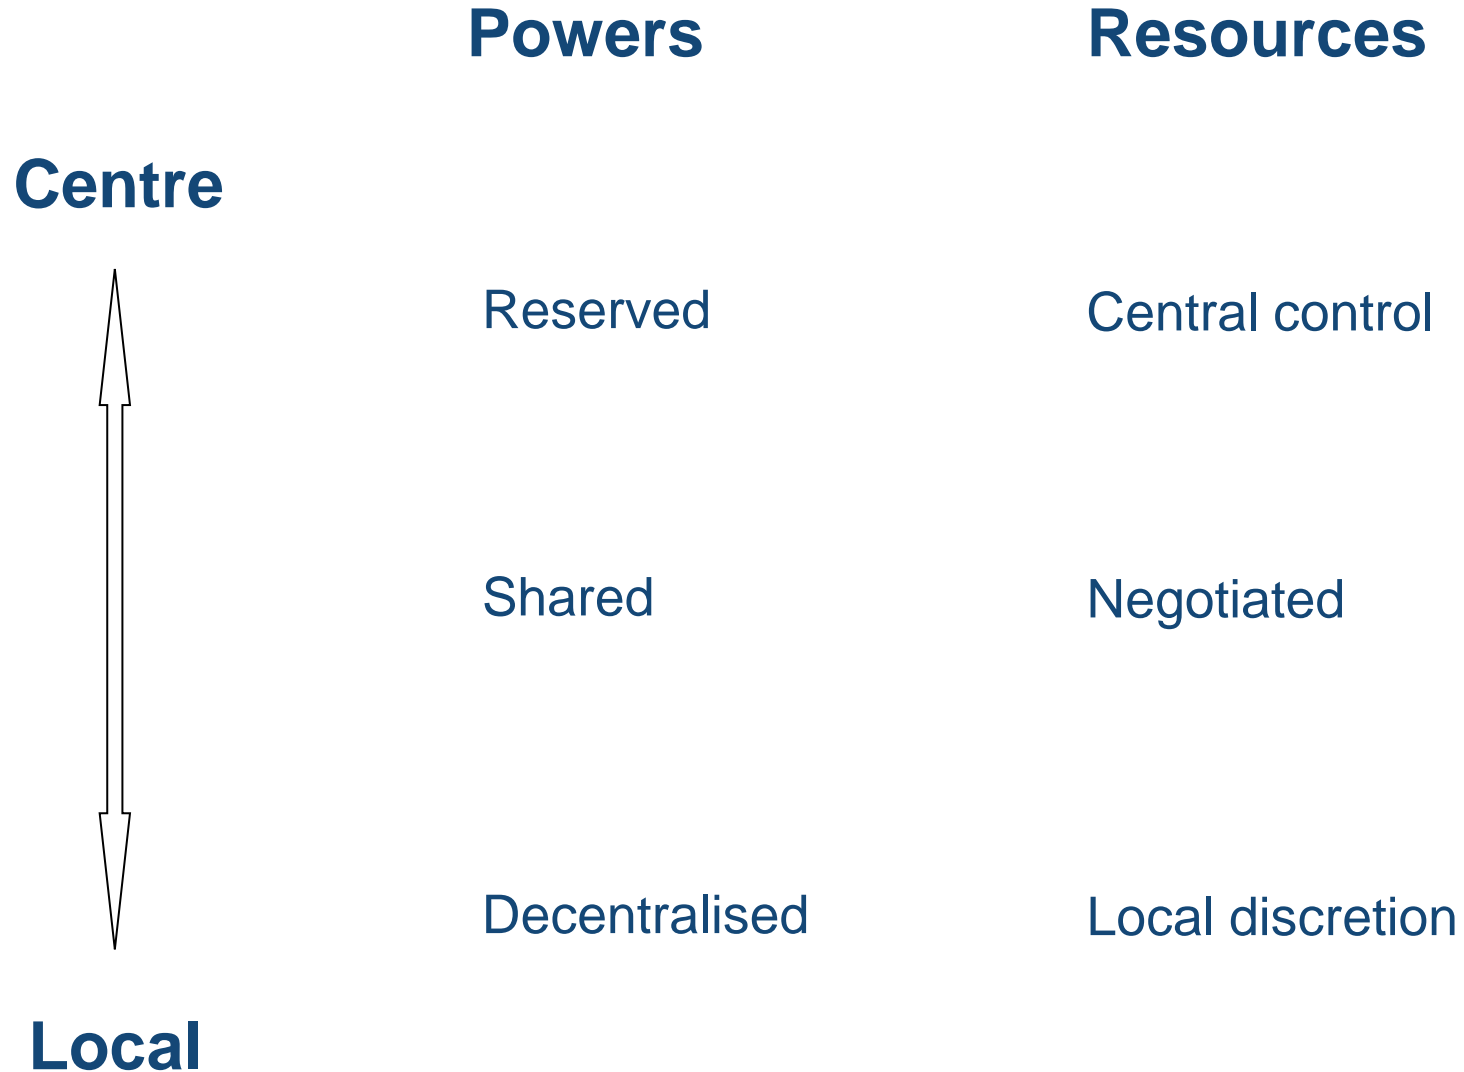 Powers Resources
Centre
Reserved Central control
Shared Negotiated
Decentralised Local discretion
Local